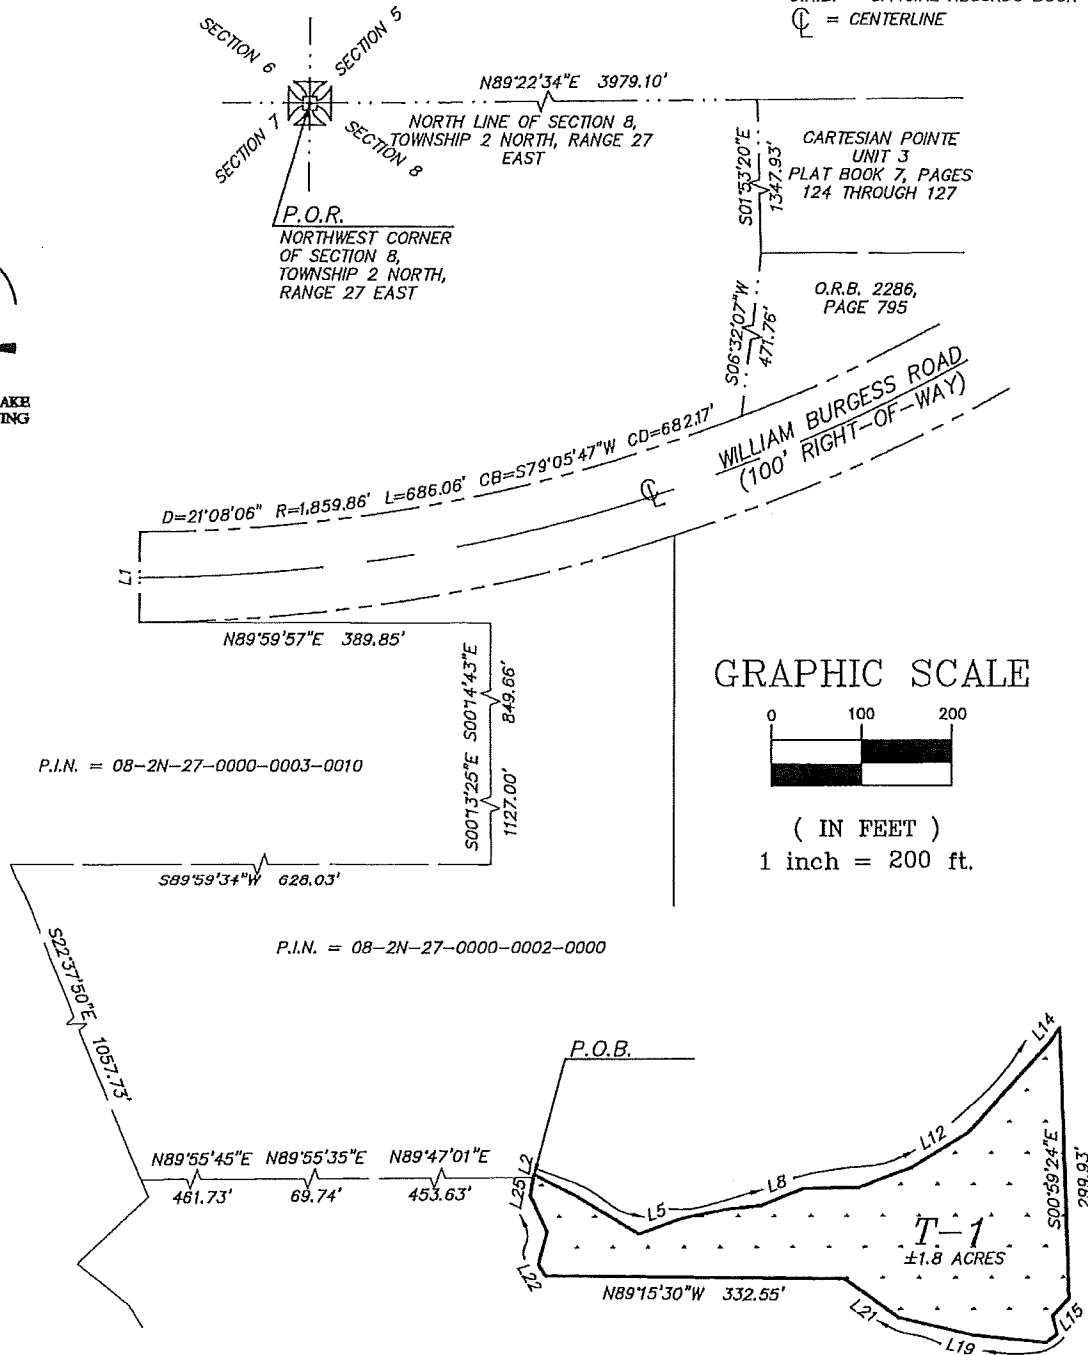 ℄ = CENTERLINE
SECTION 6
SECTION 5
SECTION 7
SECTION 8
N89°22'34"E 3979.10'
NORTH LINE OF SECTION 8,
TOWNSHIP 2 NORTH, RANGE 27
EAST
P.O.R.
NORTHWEST CORNER
OF SECTION 8,
TOWNSHIP 2 NORTH,
RANGE 27 EAST
S01°53'20"E
1347.93'
CARTESIAN POINTE
UNIT 3
PLAT BOOK 7, PAGES
124 THROUGH 127
S06°32'07"W
471.76'
O.R.B. 2286,
PAGE 795
AKE
ING
D=21°08'06" R=1,859.86' L=686.06' CB=S79°05'47"W CD=682.17'
WILLIAM BURGESS ROAD
(100' RIGHT-OF-WAY)
℄
L1
N89°59'57"E 389.85'
S00°14'43"E
849.66'
S00°13'25"E
1127.00'
GRAPHIC SCALE
0 100 200
( IN FEET )
1 inch = 200 ft.
P.I.N. = 08-2N-27-0000-0003-0010
S89°59'34"W 628.03'
P.I.N. = 08-2N-27-0000-0002-0000
S22°37'50"E 1057.73'
P.O.B.
N89°55'45"E
461.73'
N89°55'35"E
69.74'
N89°47'01"E
453.63'
L2
L25
L22
L5
L8
L12
L14
S00°59'24"E
299.93'
T-1
±1.8 ACRES
N89°15'30"W 332.55'
L21
L19
L15